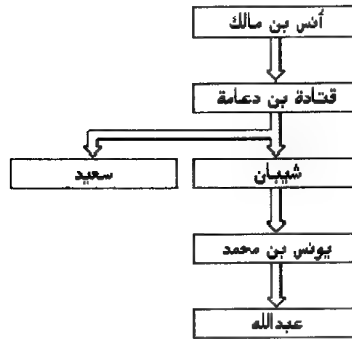 أنس بن مالك
قتادة بن دعامة
شيبان
سعيد
يونس بن محمد
عبدالله